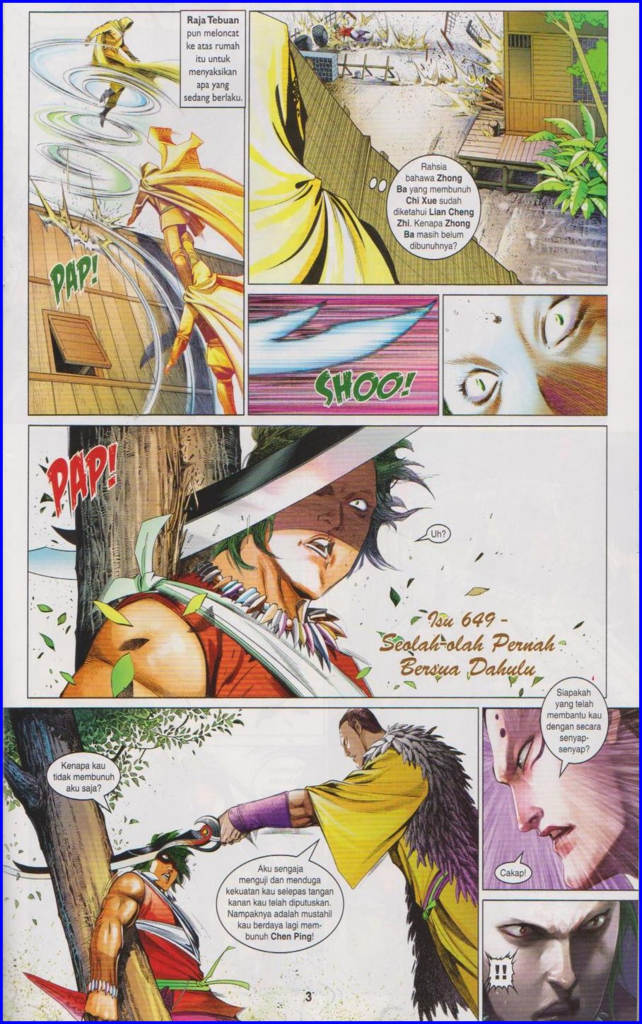 Raja Tebuan
pun meloncat
ke atas rumah
itu untuk
menyaksikan
apa yang
sedang berlaku.
PAP!
Rahsia
bahawa Zhong
Ba yang membunuh
Chi Xue sudah
diketahui Lian Cheng
Zhi. Kenapa Zhong
Ba masih belum
dibunuhnya?
SHOO!
PAP!
Uh?
Isu 649 -
Seolah-olah Pernah
Bersua Dahulu
Kenapa kau
tidak membunuh
aku saja?
Aku sengaja
menguji dan menduga
kekuatan kau selepas tangan
kanan kau telah diputuskan.
Nampaknya adalah mustahil
kau berdaya lagi mem-
bunuh Chen Ping!
Siapakah
yang telah
membantu kau
dengan secara
senyap-
senyap?
Cakap!
!!
3